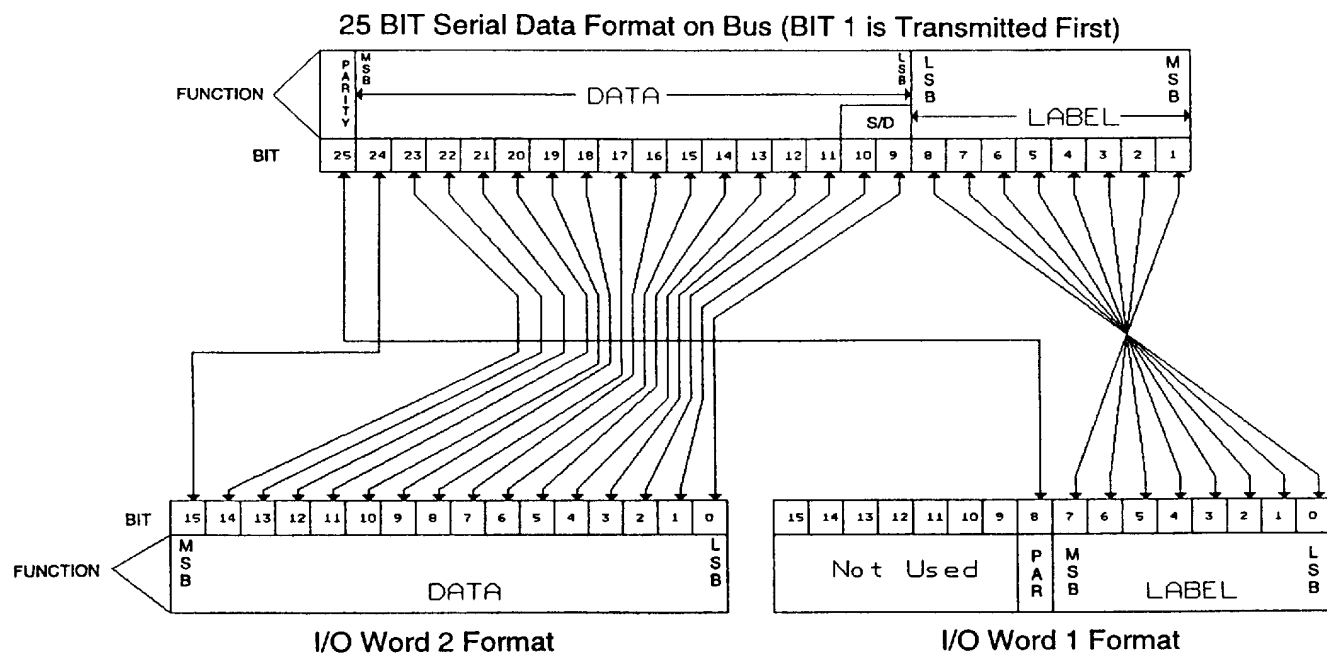 25 BIT Serial Data Format on Bus (BIT 1 is Transmitted First)
FUNCTION
PARITY
MSB
DATA
LSB
S/D
LSB
LABEL
MSB
BIT
25 24 23 22 21 20 19 18 17 16 15 14 13 12 11 10 9 8 7 6 5 4 3 2 1
BIT
15 14 13 12 11 10 9 8 7 6 5 4 3 2 1 0
FUNCTION
MSB
DATA
LSB
I/O Word 2 Format
15 14 13 12 11 10 9 8 7 6 5 4 3 2 1 0
Not Used
PAR
MSB
LABEL
LSB
I/O Word 1 Format